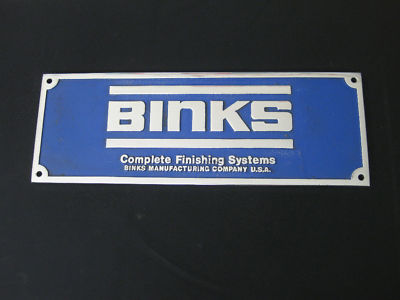 BINKS
Complete Finishing Systems
BINKS MANUFACTURING COMPANY U.S.A.